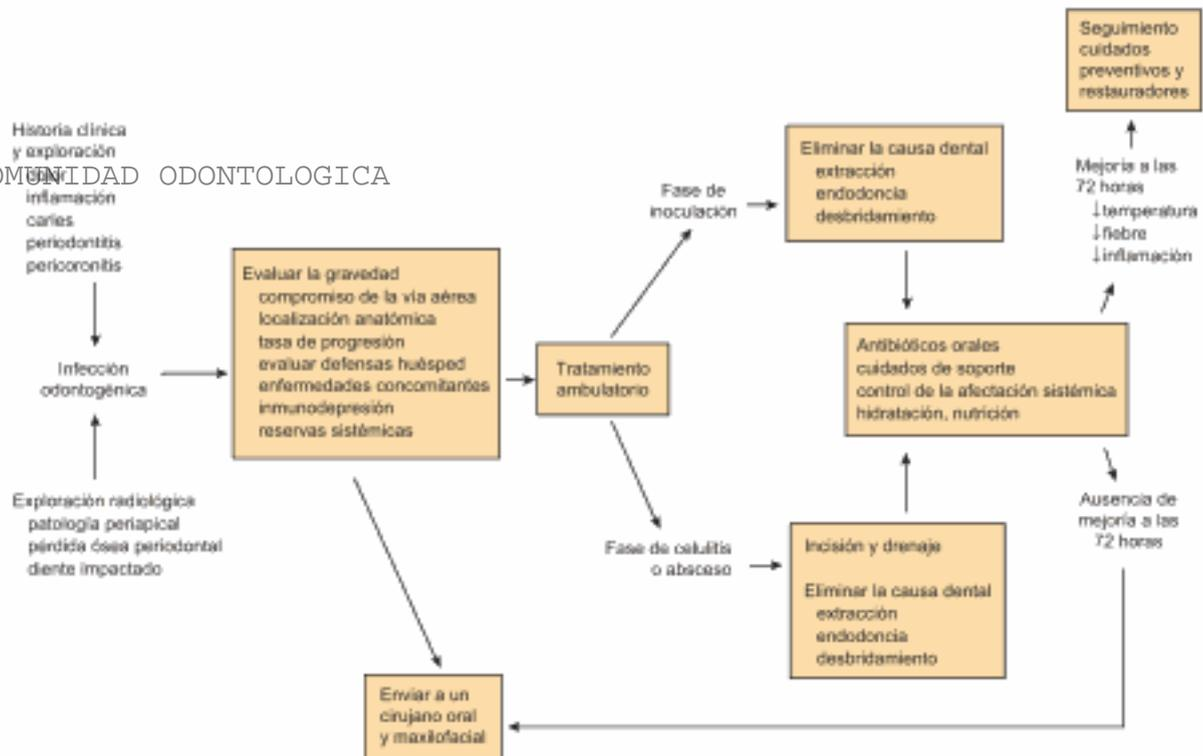 Historia clínica
y exploración
OMUNIDAD ODONTOLOGICA
inflamación
caries
periodontitis
pericoronitis
Infección
odontogénica
Exploración radiológica
patología periapical
pérdida ósea periodontal
diente impactado
Evaluar la gravedad
compromiso de la vía aérea
localización anatómica
tasa de progresión
evaluar defensas huésped
enfermedades concomitantes
inmunodepresión
reservas sistémicas
Tratamiento
ambulatorio
Fase de
inoculación
Eliminar la causa dental
extracción
endodoncia
desbridamiento
Fase de celulitis
o absceso
Incisión y drenaje
Eliminar la causa dental
extracción
endodoncia
desbridamiento
Antibióticos orales
cuidados de soporte
control de la afectación sistémica
hidratación, nutrición
Mejoría a las
72 horas
↓temperatura
↓fiebre
↓inflamación
Seguimiento
cuidados
preventivos y
restauradores
Ausencia de
mejoría a las
72 horas
Enviar a un
cirujano oral
y maxilofacial